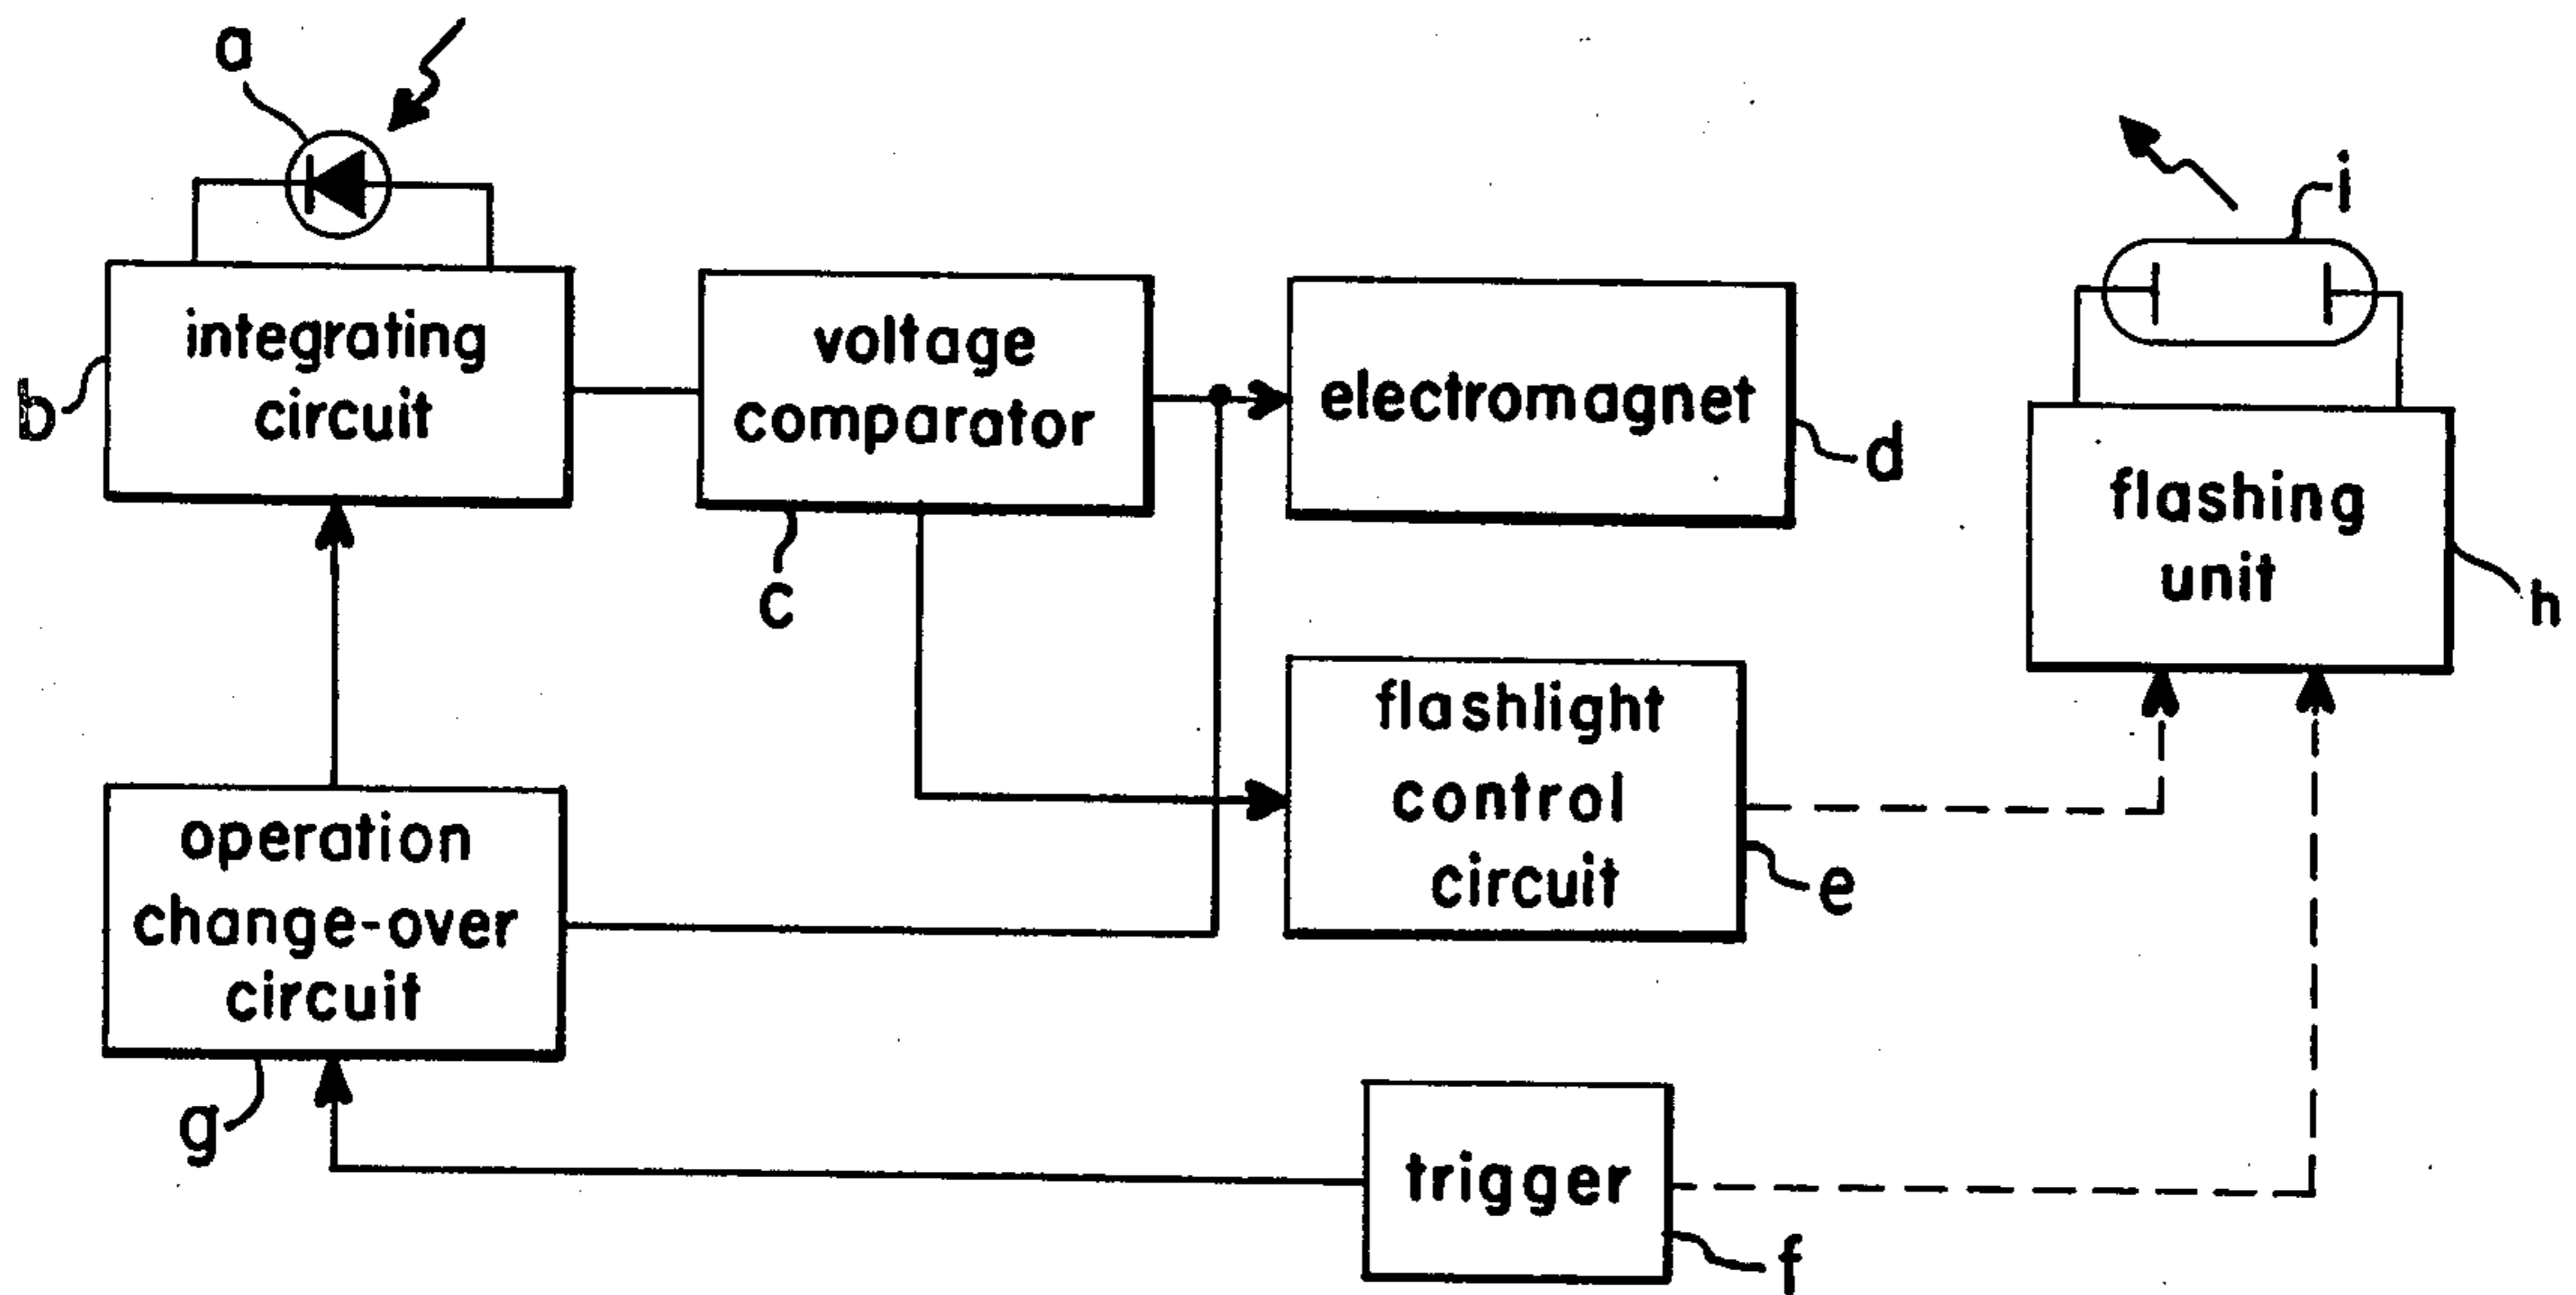 a
i
integrating
circuit
b
voltage
comparator
c
electromagnet
d
flashing
unit
h
flashlight
control
circuit
e
operation
change-over
circuit
g
trigger
f